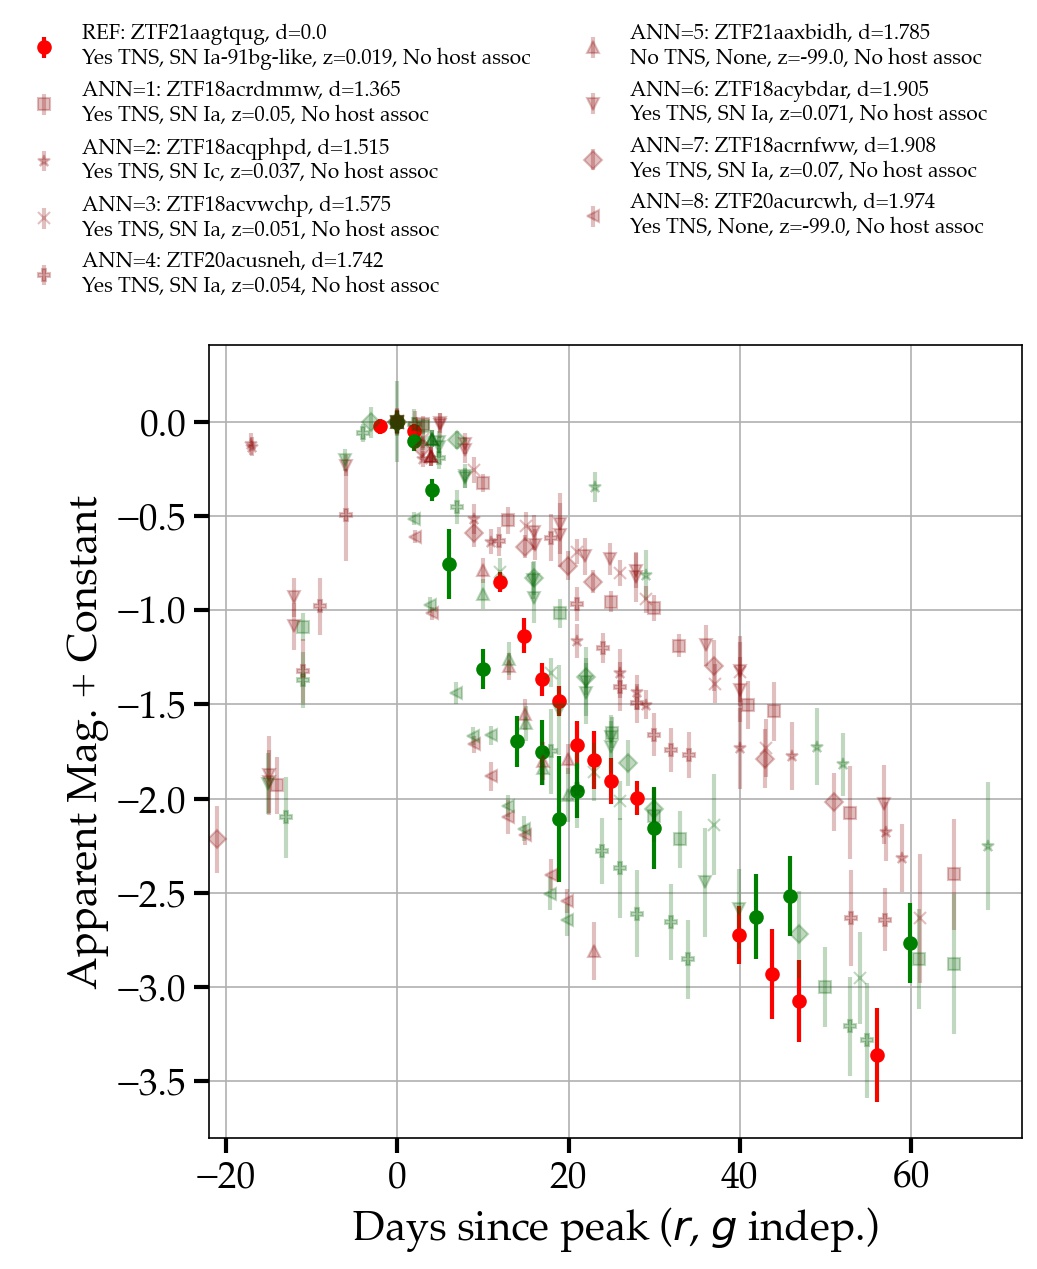 REF: ZTF21aagtqug, d=0.0
Yes TNS, SN Ia-91bg-like, z=0.019, No host assoc
ANN=1: ZTF18acrdmmw, d=1.365
Yes TNS, SN Ia, z=0.05, No host assoc
ANN=2: ZTF18acqphpd, d=1.515
Yes TNS, SN Ic, z=0.037, No host assoc
ANN=3: ZTF18acvwchp, d=1.575
Yes TNS, SN Ia, z=0.051, No host assoc
ANN=4: ZTF20acusneh, d=1.742
Yes TNS, SN Ia, z=0.054, No host assoc
ANN=5: ZTF21aaxbidh, d=1.785
No TNS, None, z=-99.0, No host assoc
ANN=6: ZTF18acybdar, d=1.905
Yes TNS, SN Ia, z=0.071, No host assoc
ANN=7: ZTF18acrnfww, d=1.908
Yes TNS, SN Ia, z=0.07, No host assoc
ANN=8: ZTF20acurcwh, d=1.974
Yes TNS, None, z=-99.0, No host assoc
Apparent Mag. + Constant
0.0
−0.5
−1.0
−1.5
−2.0
−2.5
−3.0
−3.5
−20
0
20
40
60
Days since peak (r, g indep.)